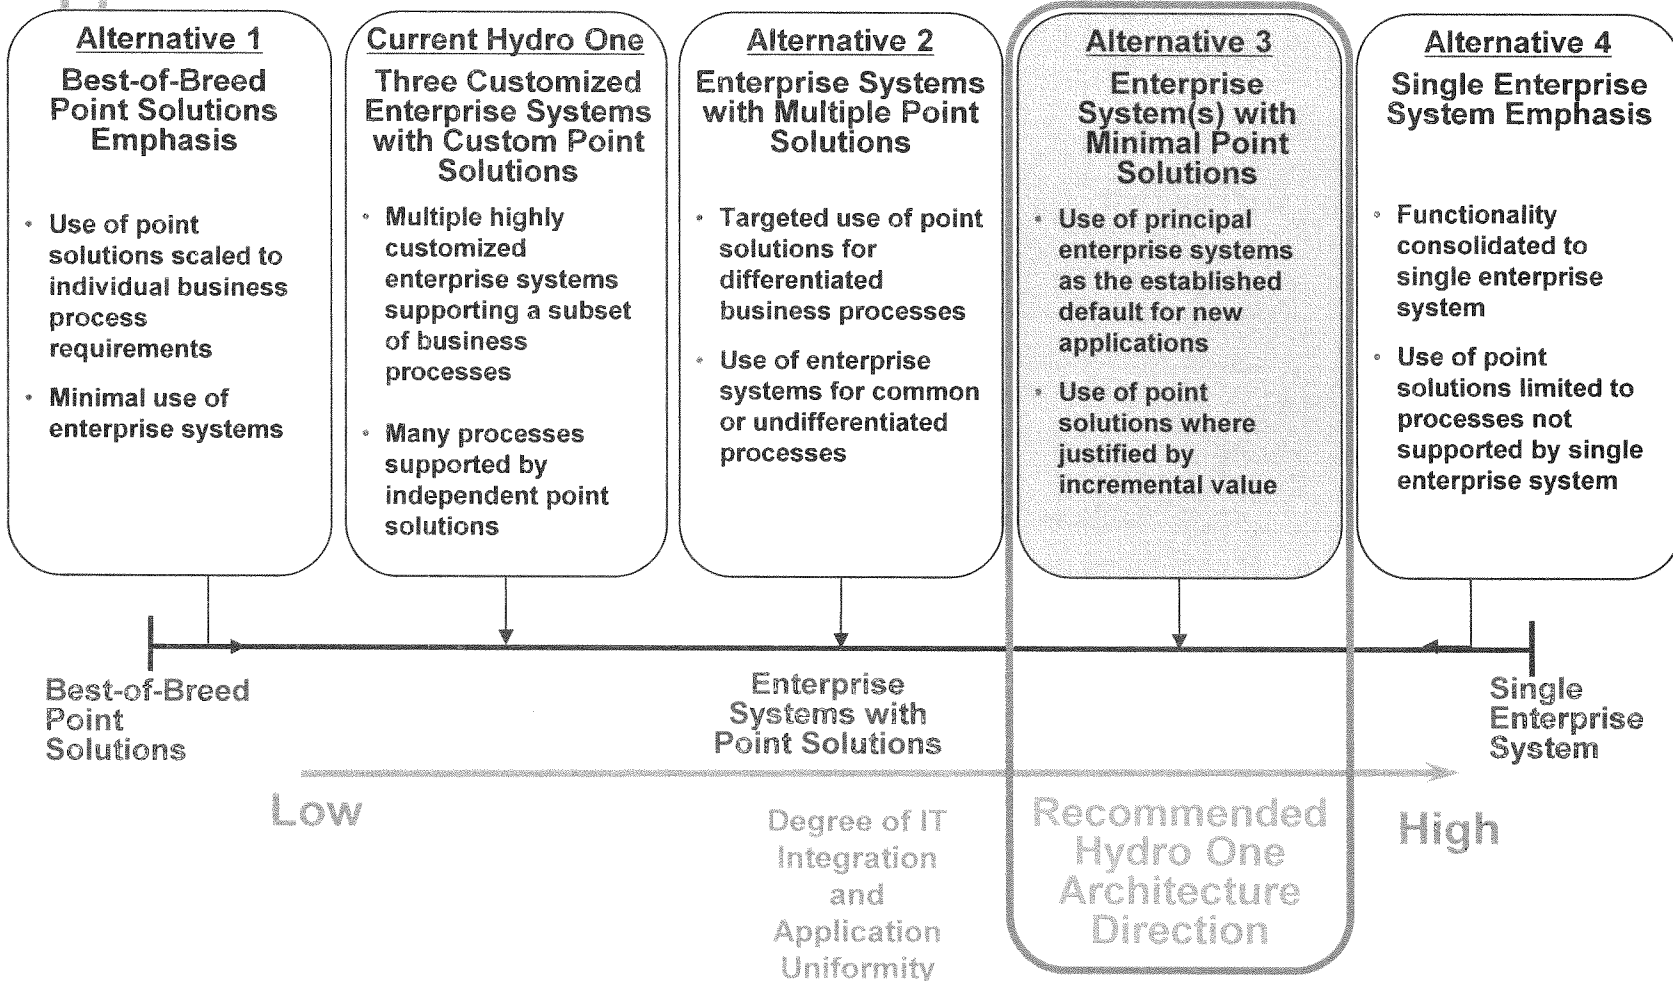 Alternative 1
Best-of-Breed
Point Solutions
Emphasis
• Use of point
solutions scaled to
individual business
process
requirements
• Minimal use of
enterprise systems
Current Hydro One
Three Customized
Enterprise Systems
with Custom Point
Solutions
• Multiple highly
customized
enterprise systems
supporting a subset
of business
processes
• Many processes
supported by
independent point
solutions
Alternative 2
Enterprise Systems
with Multiple Point
Solutions
• Targeted use of point
solutions for
differentiated
business processes
• Use of enterprise
systems for common
or undifferentiated
processes
Alternative 3
Enterprise
System(s) with
Minimal Point
Solutions
• Use of principal
enterprise systems
as the established
default for new
applications
• Use of point
solutions where
justified by
incremental value
Alternative 4
Single Enterprise
System Emphasis
• Functionality
consolidated to
single enterprise
system
• Use of point
solutions limited to
processes not
supported by single
enterprise system
Best-of-Breed
Point
Solutions
Enterprise
Systems with
Point Solutions
Single
Enterprise
System
Low
Degree of IT
Integration
and
Application
Uniformity
Recommended
Hydro One
Architecture
Direction
High